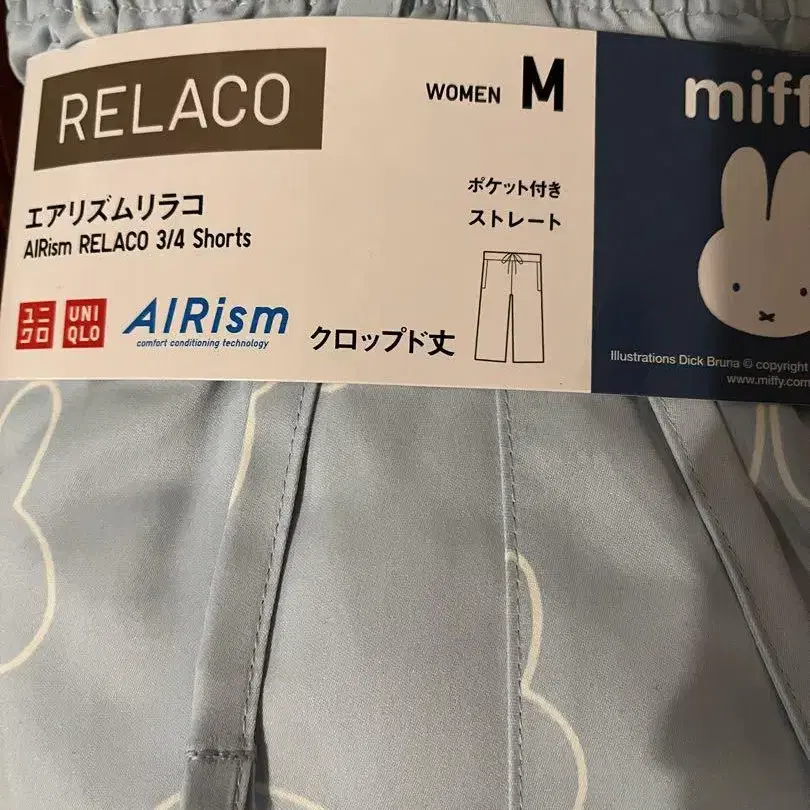 RELACO
WOMEN M
エアリズムリラコ
AIRism RELACO 3/4 Shorts
ポケット付き
ストレート
ユニ
クロ
UNI
QLO
AIRism
comfort conditioning technology
クロップド丈
miff
Illustrations Dick Bruna © copyright
www.miffy.com